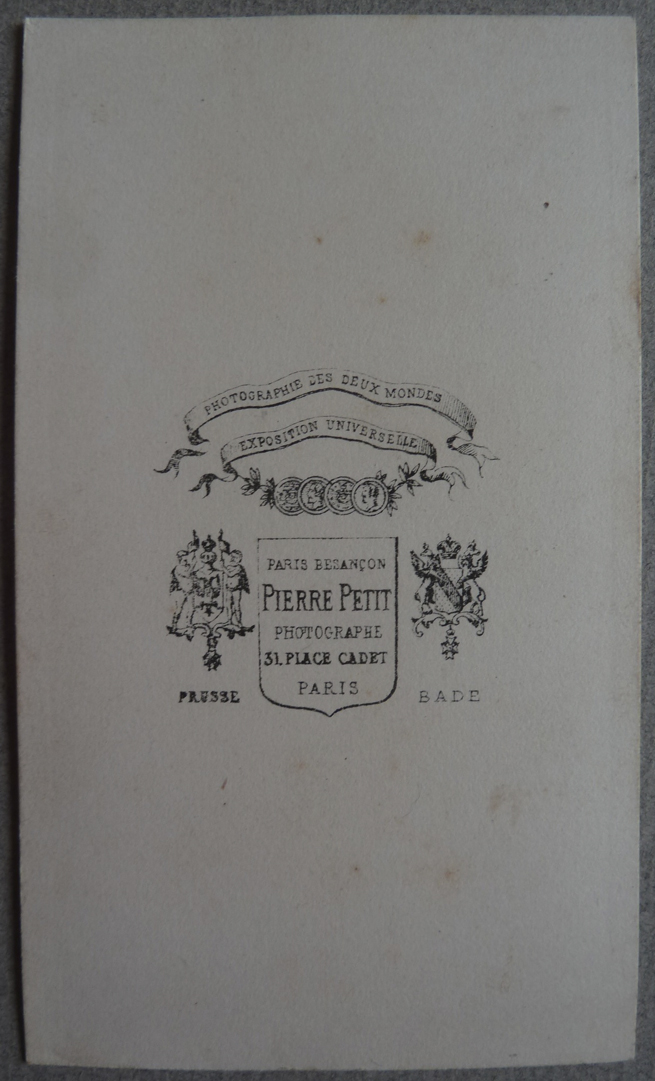 PHOTOGRAPHIE DES DEUX MONDES
EXPOSITION UNIVERSELLE
PARIS BESANÇON
PIERRE PETIT
PHOTOGRAPHE
31. PLACE CADET
PARIS
PRUSSE
BADE